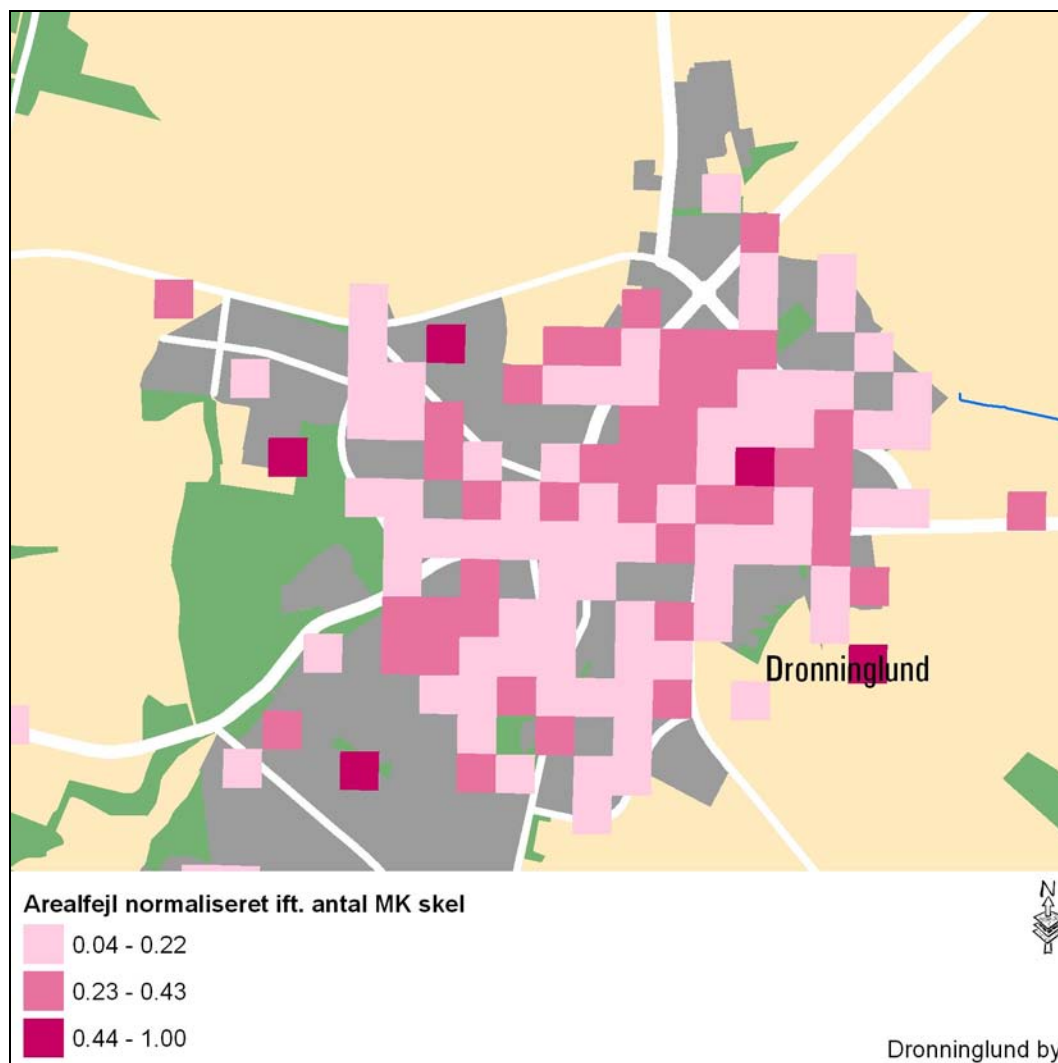 Dronninglund
Arealfejl normaliseret ift. antal MK skel
N
0.04 - 0.22
0.23 - 0.43
0.44 - 1.00
Dronninglund by